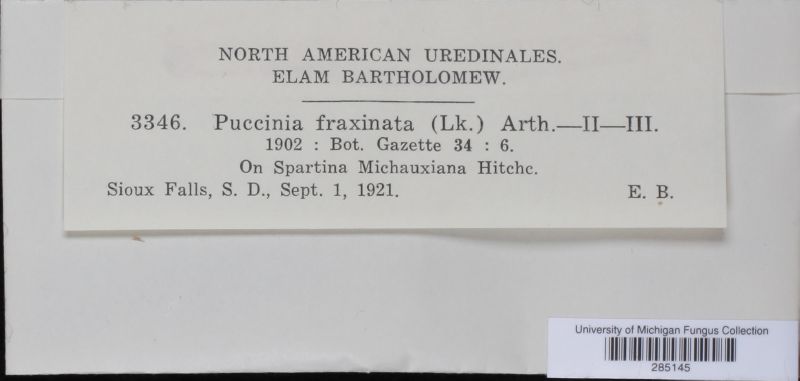 NORTH AMERICAN UREDINALES.
ELAM BARTHOLOMEW.
3346. Puccinia fraxinata (Lk.) Arth.—II—III.
1902 : Bot. Gazette 34 : 6.
On Spartina Michauxiana Hitchc.
Sioux Falls, S. D., Sept. 1, 1921. E. B.
University of Michigan Fungus Collection
285145